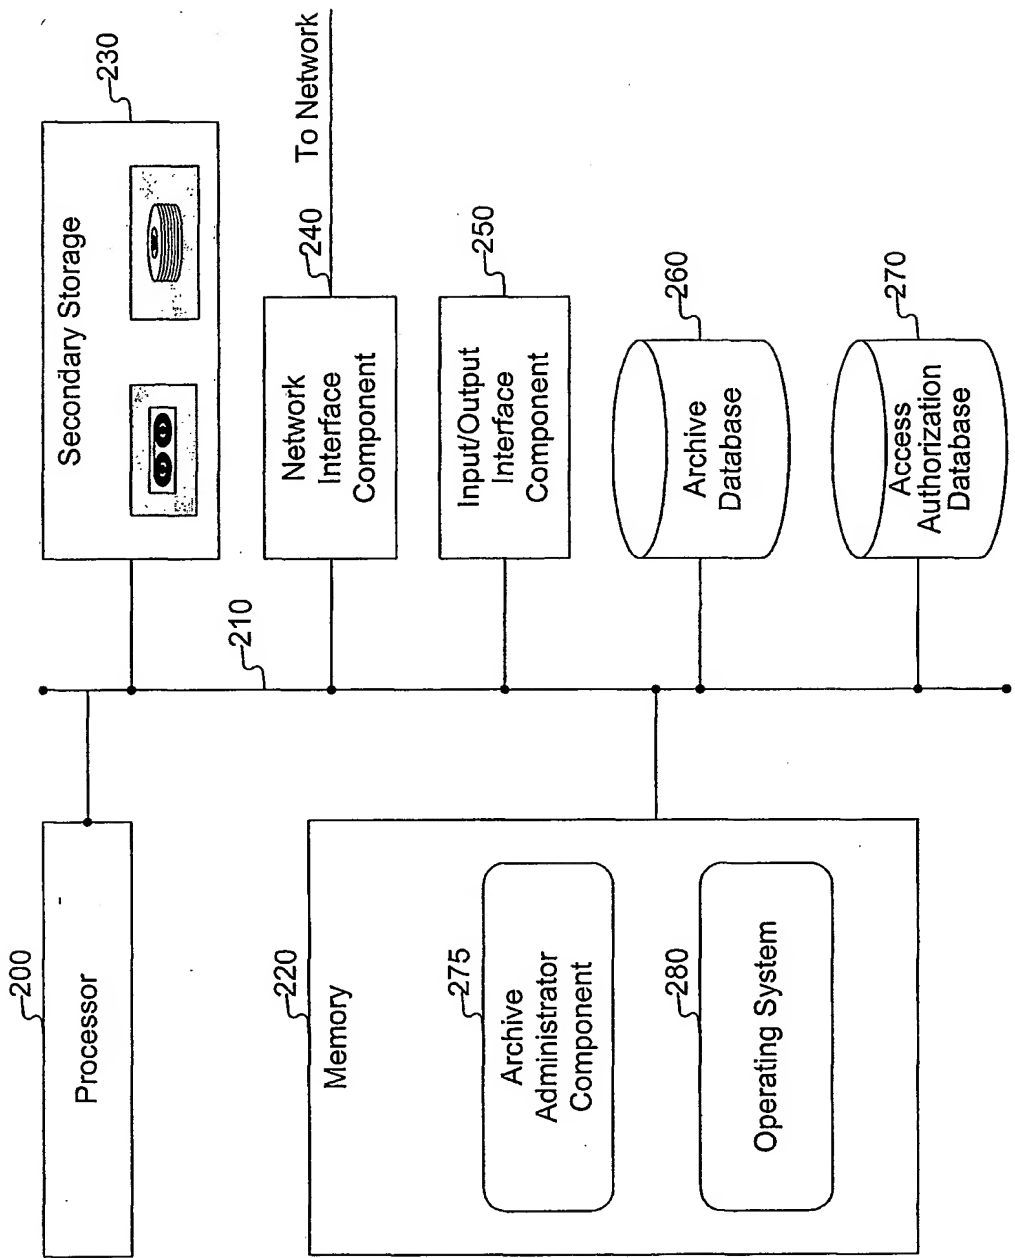 200
Processor
220
Memory
275
Archive
Administrator
Component
280
Operating System
210
230
Secondary Storage
240
To Network
Network
Interface
Component
250
Input/Output
Interface
Component
260
Archive
Database
270
Access
Authorization
Database